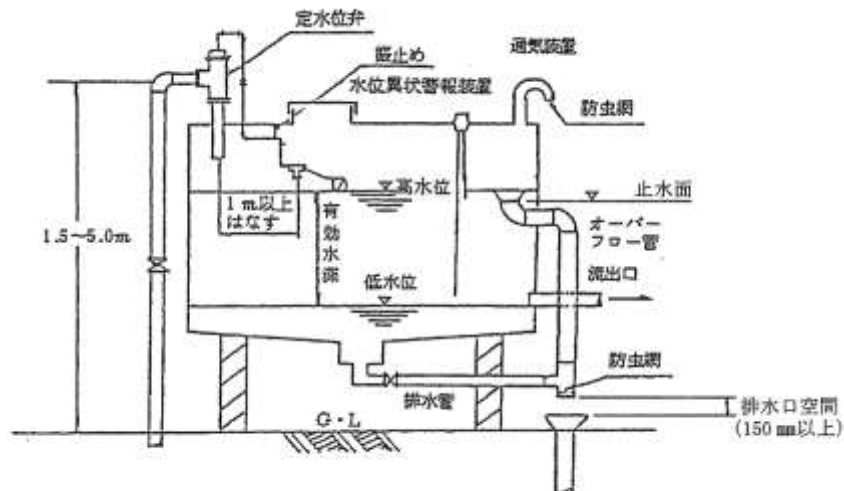 定水位弁
振止め
通気装置
水位異状警報装置
防虫網
高水位
止水面
1m以上
はなす
有効水深
オーバー
フロー管
1.5~5.0m
流出口
低水位
防虫網
排水管
排水口空間
(150㎜以上)
G・L